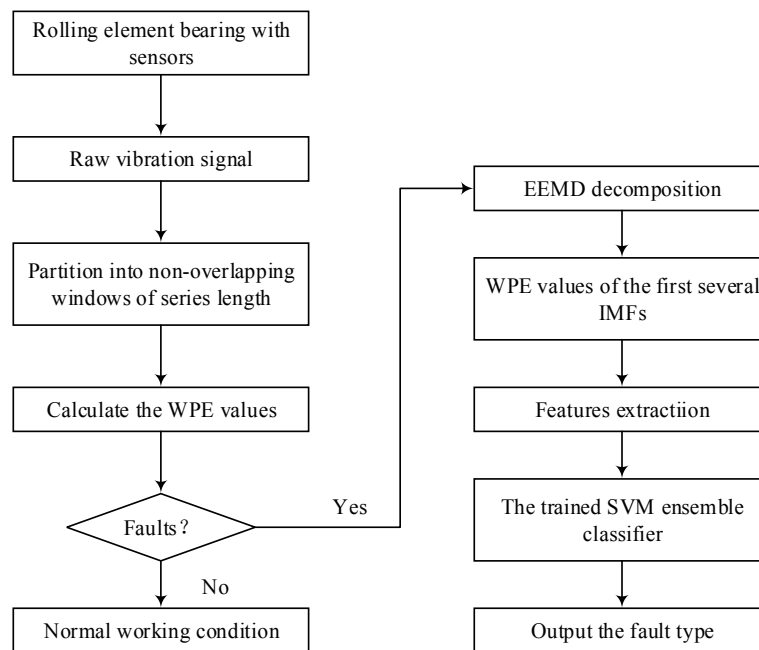 Rolling element bearing with
sensors
Raw vibration signal
Partition into non-overlapping
windows of series length
Calculate the WPE values
Faults？
Yes
No
Normal working condition
EEMD decomposition
WPE values of the first several
IMFs
Features extractiion
The trained SVM ensemble
classifier
Output the fault type